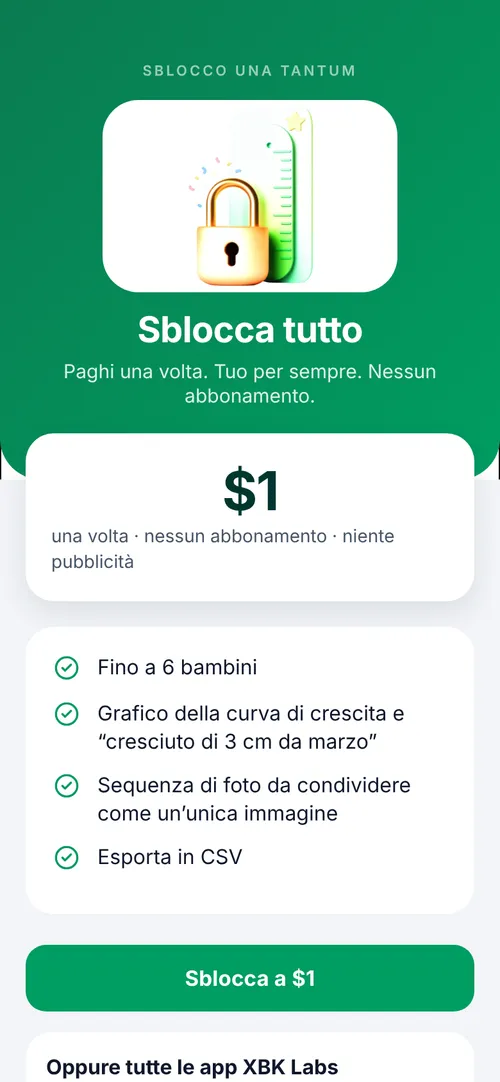 SBLOCCO UNA TANTUM
Sblocca tutto
Paghi una volta. Tuo per sempre. Nessun
abbonamento.
$1
una volta · nessun abbonamento · niente
pubblicità
Fino a 6 bambini
Grafico della curva di crescita e
“cresciuto di 3 cm da marzo”
Sequenza di foto da condividere
come un’unica immagine
Esporta in CSV
Sblocca a $1
Oppure tutte le app XBK Labs